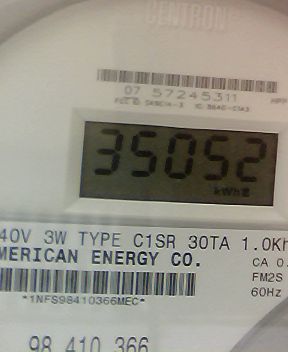 CENTRON
07 57245311
35052
kWh
40V 3W TYPE C1SR 30TA 1.0Kh
MERICAN ENERGY CO.
CA 0.
FM2S
60Hz
*1NFS98410366MEC*
98 410 366